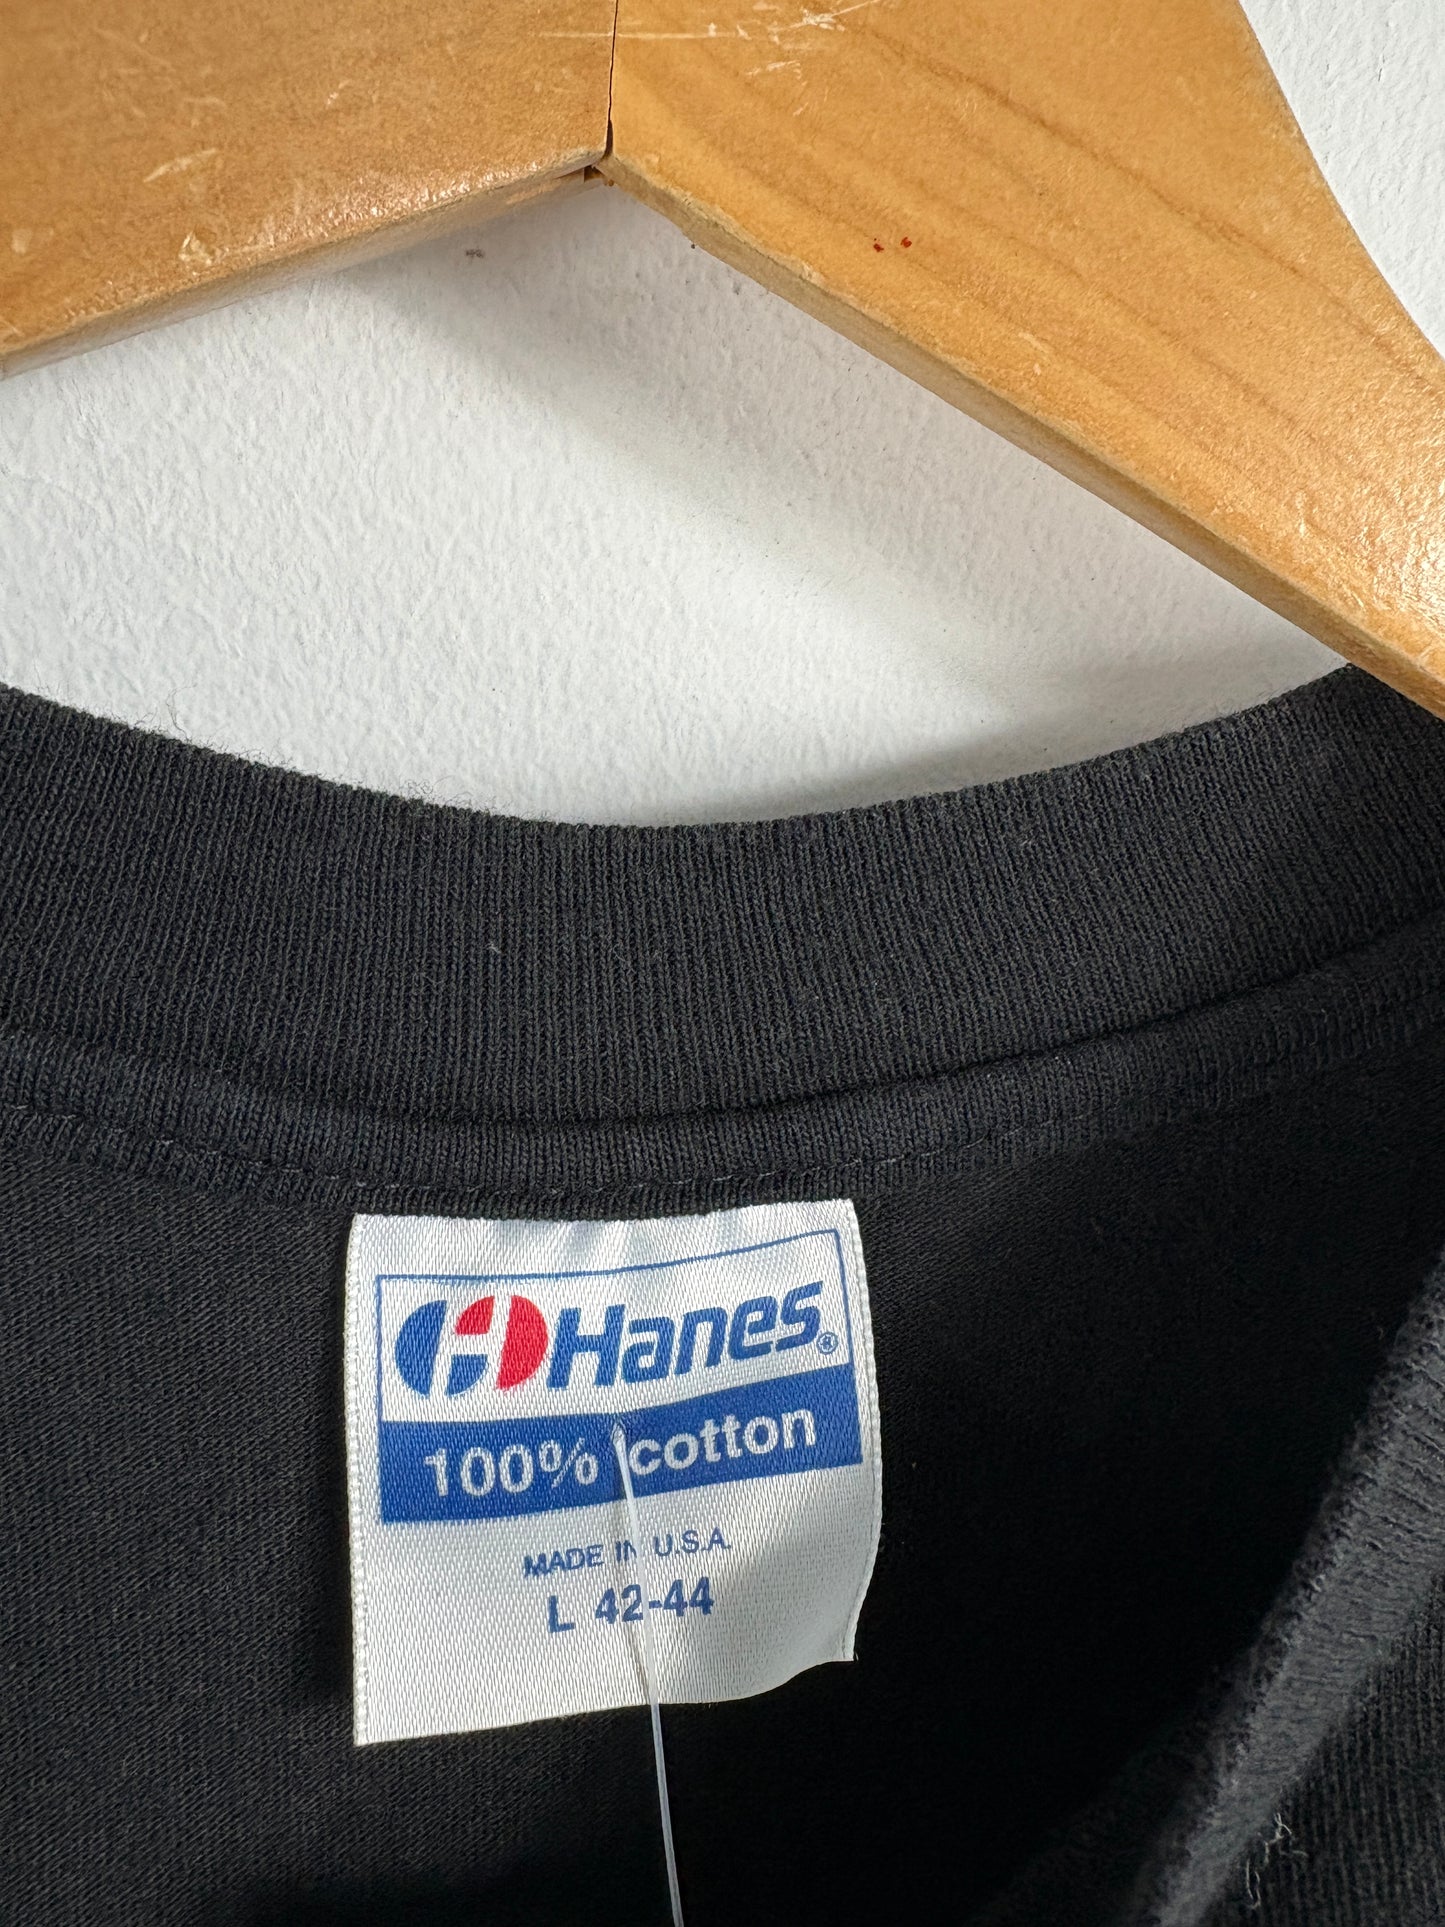 Hanes®
100% cotton
MADE IN U.S.A.
L 42-44